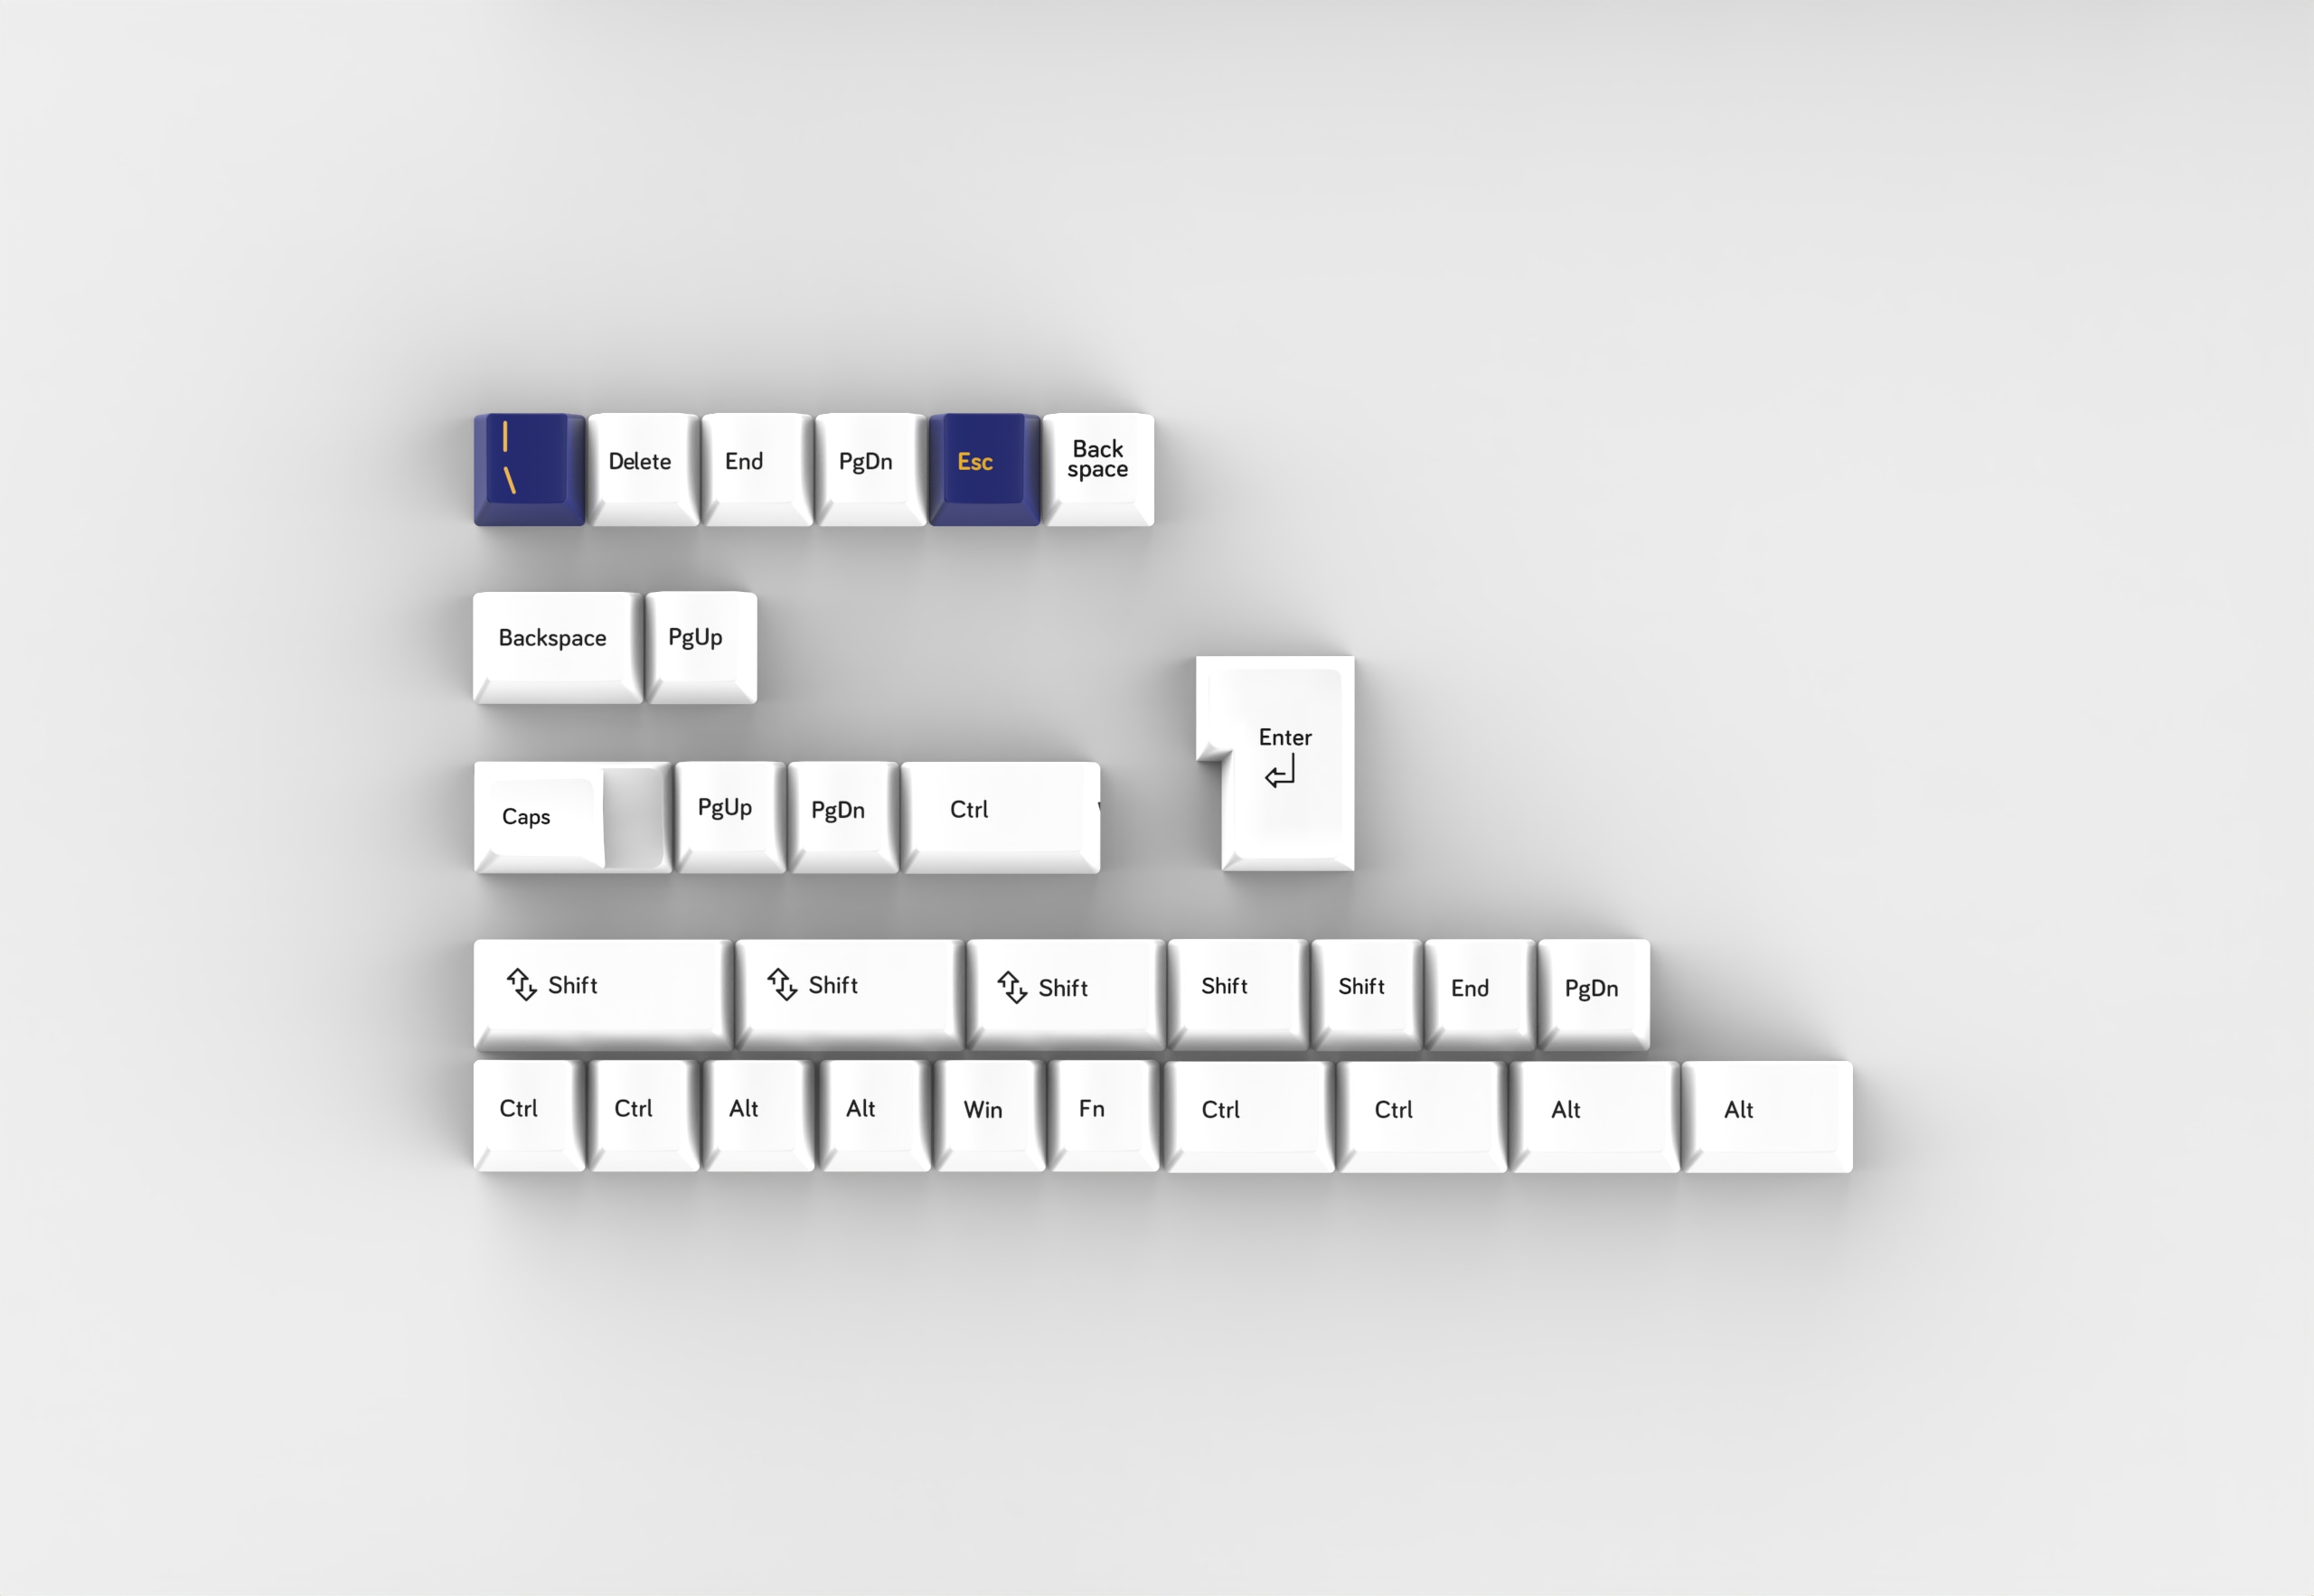 |
\
Delete
End
PgDn
Esc
Back
space
Backspace
PgUp
Enter
Caps
PgUp
PgDn
Ctrl
Shift
Shift
Shift
Shift
Shift
End
PgDn
Ctrl
Ctrl
Alt
Alt
Win
Fn
Ctrl
Ctrl
Alt
Alt